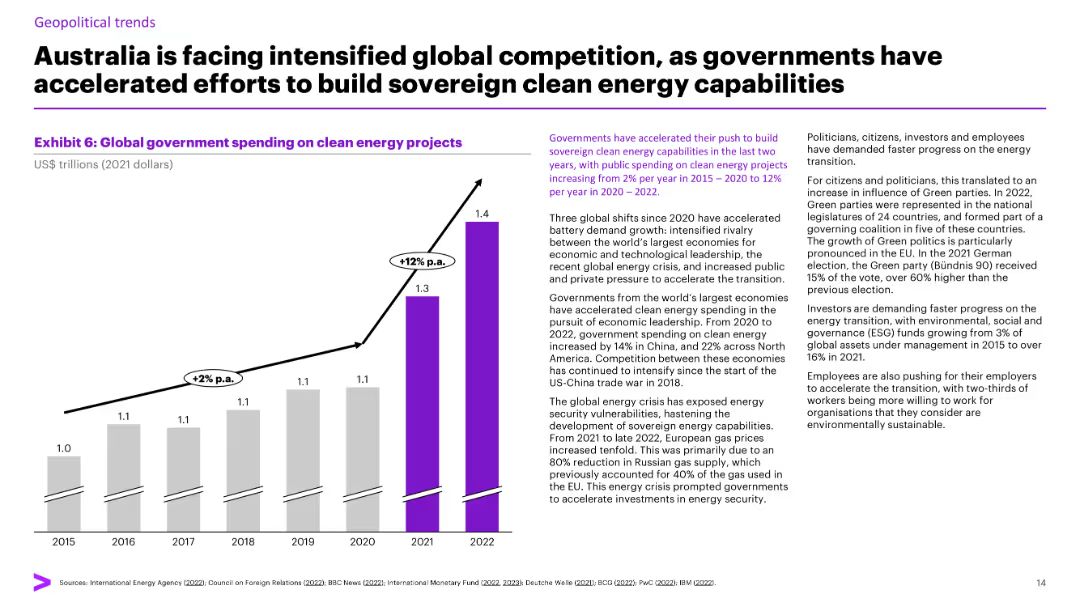 Geopolitical trends
Australia is facing intensified global competition, as governments have
accelerated efforts to build sovereign clean energy capabilities
Exhibit 6: Global government spending on clean energy projects
US$ trillions (2021 dollars)
1.0
1.1
1.1
1.1
1.1
1.1
1.3
1.4
+2% p.a.
+12% p.a.
2015
2016
2017
2018
2019
2020
2021
2022
Governments have accelerated their push to build
sovereign clean energy capabilities in the last two
years, with public spending on clean energy projects
increasing from 2% per year in 2015 – 2020 to 12%
per year in 2020 – 2022.
Three global shifts since 2020 have accelerated
battery demand growth: intensified rivalry
between the world's largest economies for
economic and technological leadership, the
recent global energy crisis, and increased public
and private pressure to accelerate the transition.
Governments from the world's largest economies
have accelerated clean energy spending in the
pursuit of economic leadership. From 2020 to
2022, government spending on clean energy
increased by 14% in China, and 22% across North
America. Competition between these economies
has continued to intensify since the start of the
US-China trade war in 2018.
The global energy crisis has exposed energy
security vulnerabilities, hastening the
development of sovereign energy capabilities.
From 2021 to late 2022, European gas prices
increased tenfold. This was primarily due to an
80% reduction in Russian gas supply, which
previously accounted for 40% of the gas used in
the EU. This energy crisis prompted governments
to accelerate investments in energy security.
Politicians, citizens, investors and employees
have demanded faster progress on the energy
transition.
For citizens and politicians, this translated to an
increase in influence of Green parties. In 2022,
Green parties were represented in the national
legislatures of 24 countries, and formed part of a
governing coalition in five of these countries.
The growth of Green politics is particularly
pronounced in the EU. In the 2021 German
election, the Green party (Bündnis 90) received
15% of the vote, over 60% higher than the
previous election.
Investors are demanding faster progress on the
energy transition, with environmental, social and
governance (ESG) funds growing from 3% of
global assets under management in 2015 to over
16% in 2021.
Employees are also pushing for their employers
to accelerate the transition, with two-thirds of
workers being more willing to work for
organisations that they consider are
environmentally sustainable.
Sources: International Energy Agency (2022); Council on Foreign Relations (2022); BBC News (2022); International Monetary Fund (2022, 2023); Deutche Welle (2021); BCG (2022); PwC (2022); IBM (2022).
14